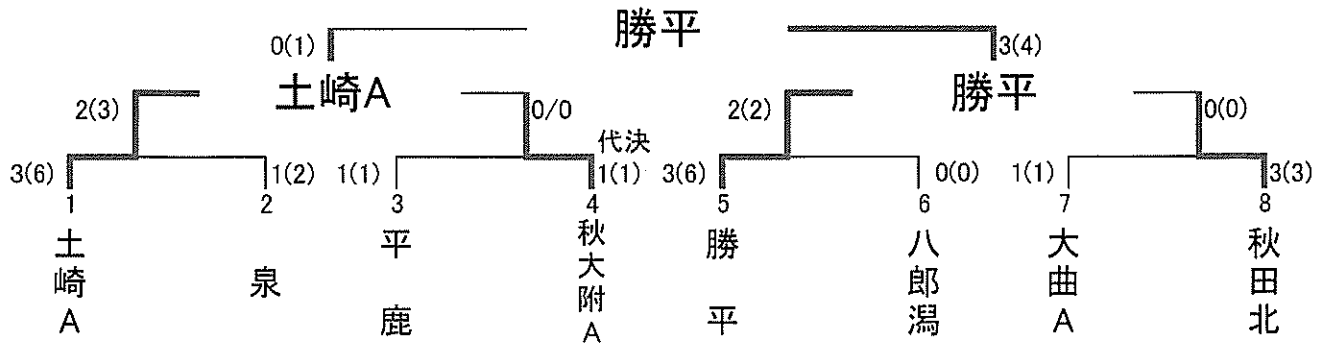 勝平
0(1)
3(4)
土崎A
勝平
2(3)
0/0
2(2)
0(0)
代決
3(6)
1(2)
1(1)
1(1)
3(6)
0(0)
1(1)
3(3)
1
2
3
4
5
6
7
8
土崎A
泉
平鹿
秋大附A
勝平
八郎潟
大曲A
秋田北